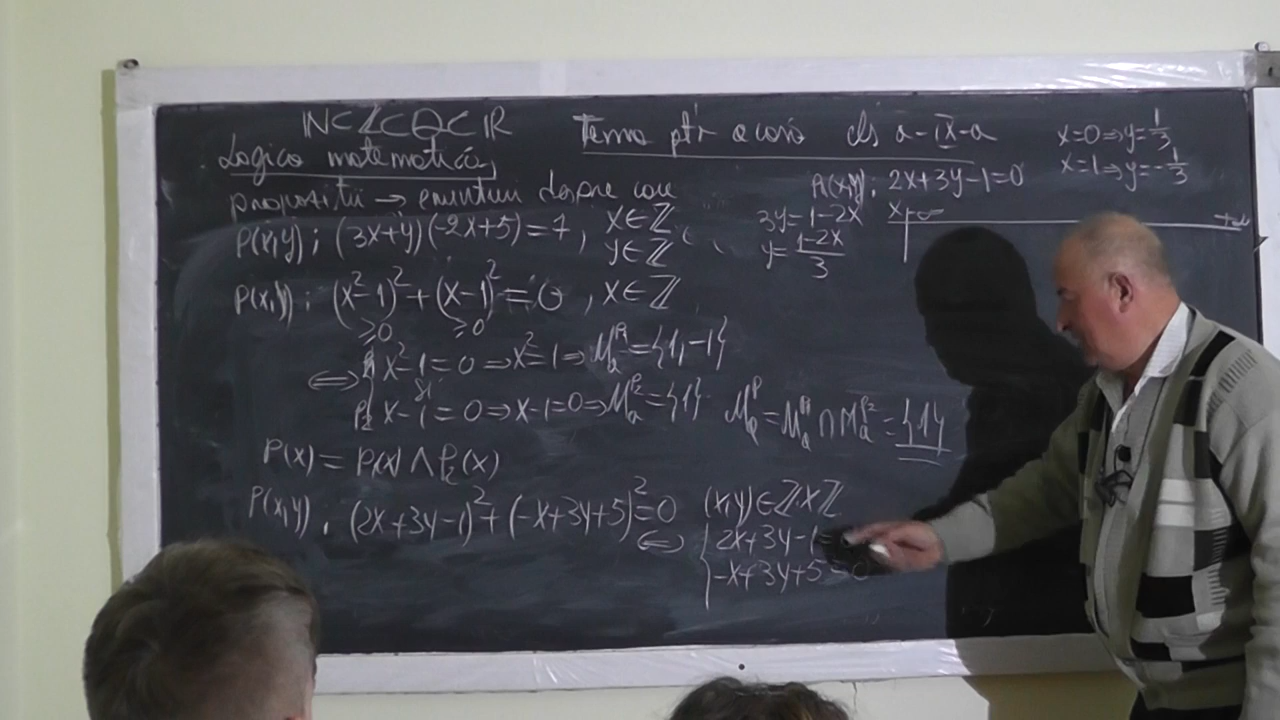 ℕ⊂ℤ⊂ℚ⊂ℝ
Tema ptr acasă cls a-IX-a
Logica matematică
propoziții → enunțuri despre care
P(x,y): (3x+y)(-2x+5)=7, x∈ℤ
y∈ℤ
P(x,y): (x²-1)²+(x-1)²=0, x∈ℤ
≥0 ≥0
⟺ { P₁ x²-1=0 ⇒ x²=1 ⇒ M_a^P₁={1,-1}
și
P₂ x-1=0 ⇒ x-1=0 ⇒ M_a^P₂={1}
M_a^P=M_a^P₁∩M_a^P₂={1}
P(x)=P₁(x)∧P₂(x)
P(x,y): (2x+3y-1)²+(-x+3y+5)²=0 (x,y)∈ℤ×ℤ
⟺ { 2x+3y-1
-x+3y+5=0
P₁(x,y): 2x+3y-1=0
3y=1-2x
y=(1-2x)/3
x -∞ +∞
x=0⇒y=1/3
x=1⇒y=-1/3